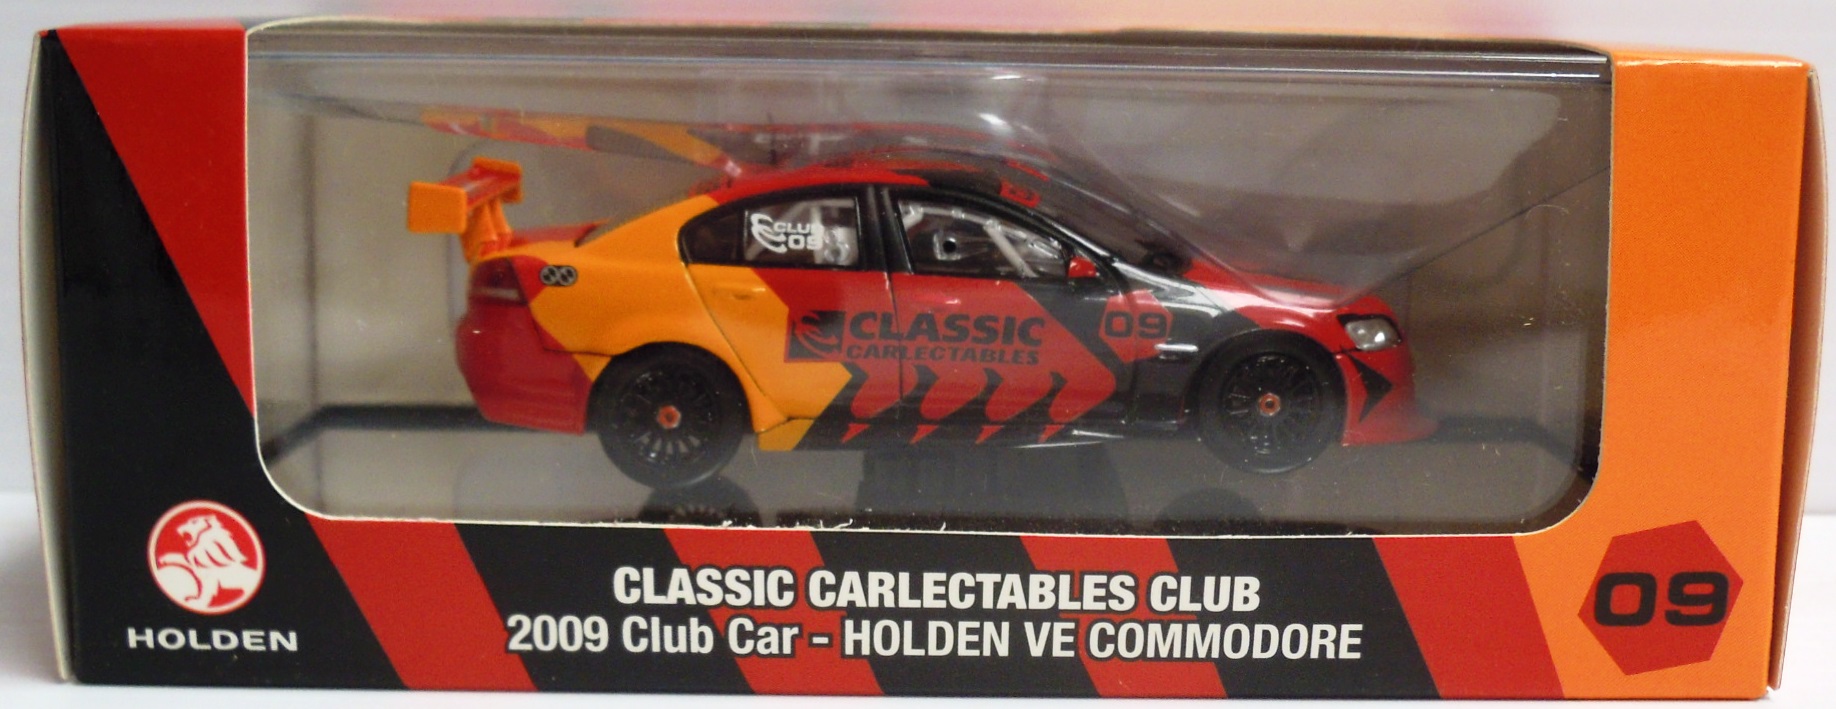 CLUB
09
CLASSIC
CARLECTABLES
09
HOLDEN
CLASSIC CARLECTABLES CLUB
2009 Club Car - HOLDEN VE COMMODORE
09